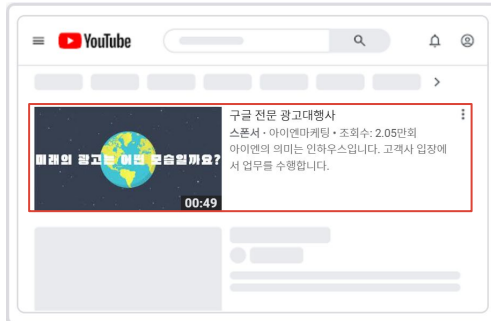 YouTube
구글 전문 광고대행사
스폰서 · 아이엔마케팅 • 조회수: 2.05만회
아이엔의 의미는 인하우스입니다. 고객사 입장에
서 업무를 수행합니다.
미래의 광고는 어떤 모습일까요?
00:49